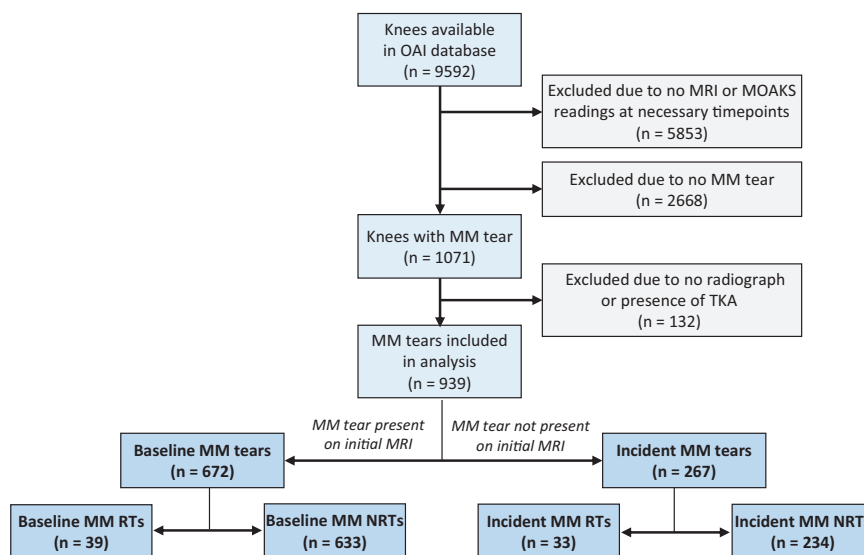 Knees available
in OAI database
(n = 9592)
Excluded due to no MRI or MOAKS
readings at necessary timepoints
(n = 5853)
Excluded due to no MM tear
(n = 2668)
Knees with MM tear
(n = 1071)
Excluded due to no radiograph
or presence of TKA
(n = 132)
MM tears included
in analysis
(n = 939)
MM tear present
on initial MRI
MM tear not present
on initial MRI
Baseline MM tears
(n = 672)
Incident MM tears
(n = 267)
Baseline MM RTs
(n = 39)
Baseline MM NRTs
(n = 633)
Incident MM RTs
(n = 33)
Incident MM NRT
(n = 234)